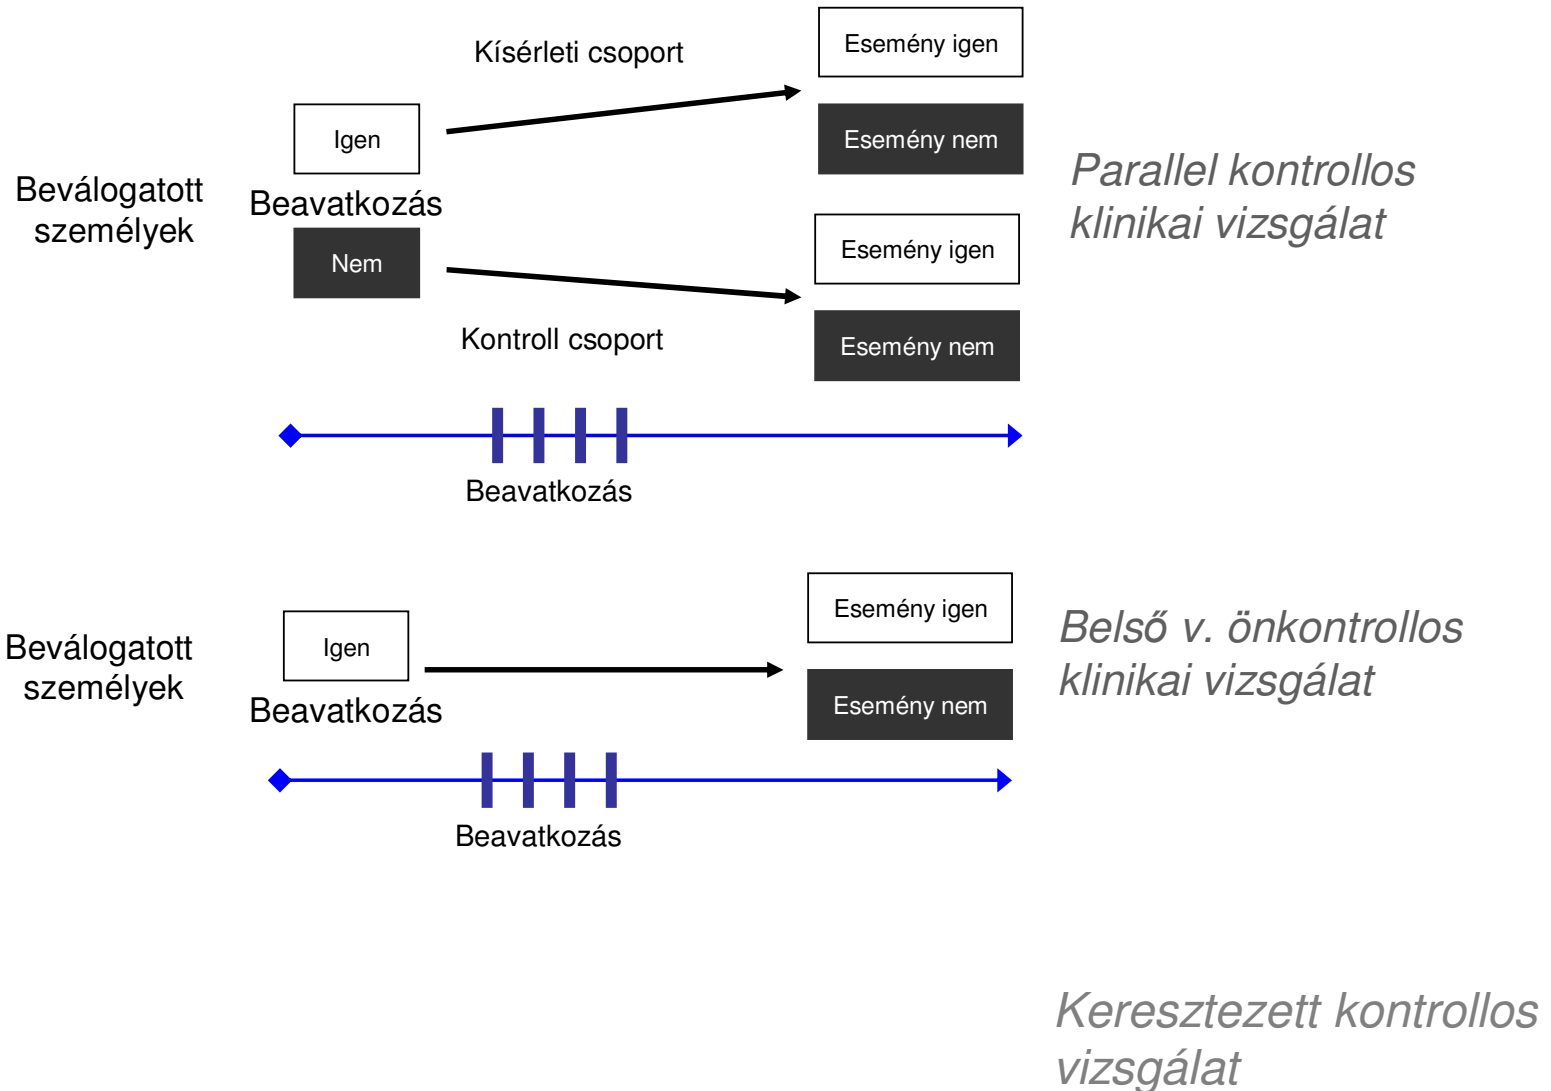 Kísérleti csoport
Esemény igen
Igen
Esemény nem
Beválogatott
személyek
Beavatkozás
Parallel kontrollos
klinikai vizsgálat
Nem
Esemény igen
Kontroll csoport
Esemény nem
Beavatkozás
Beválogatott
személyek
Igen
Beavatkozás
Esemény igen
Esemény nem
Belső v. önkontrollos
klinikai vizsgálat
Beavatkozás
Keresztezett kontrollos
vizsgálat